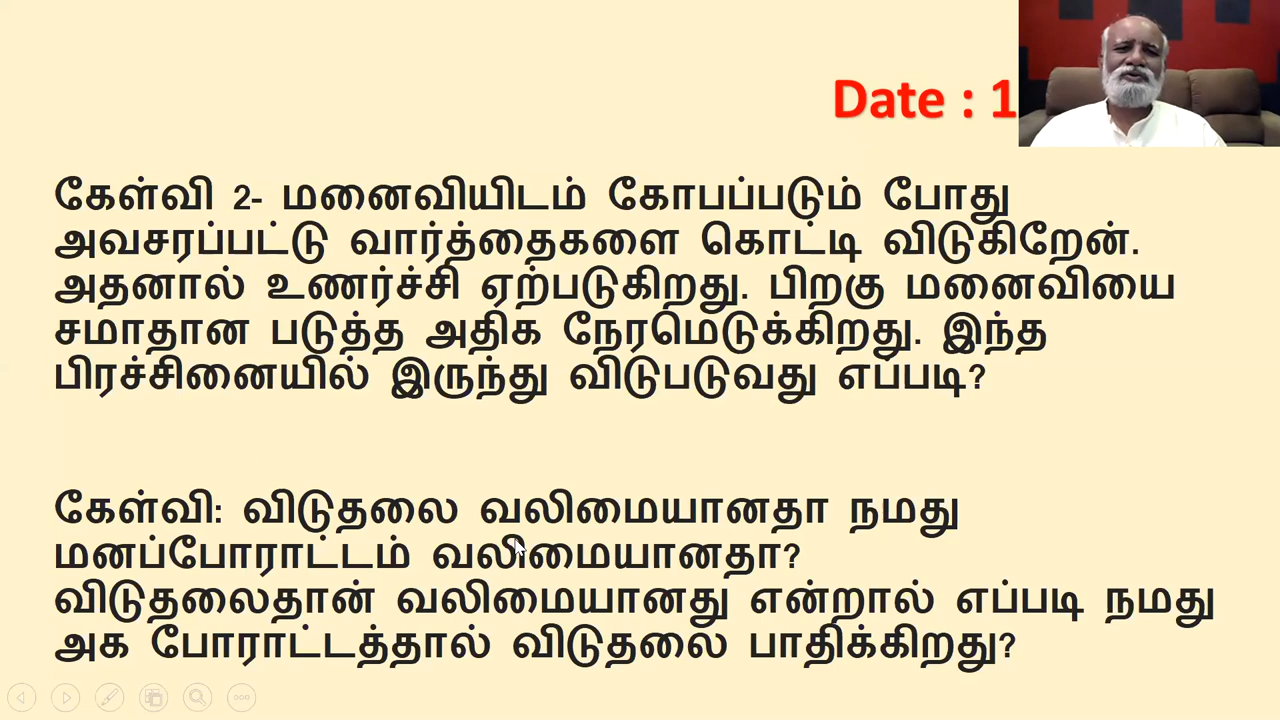 Date : 1
கேள்வி 2- மனைவியிடம் கோபப்படும் போது
அவசரப்பட்டு வார்த்தைகளை கொட்டி விடுகிறேன்.
அதனால் உணர்ச்சி ஏற்படுகிறது. பிறகு மனைவியை
சமாதான படுத்த அதிக நேரமெடுக்கிறது. இந்த
பிரச்சினையில் இருந்து விடுபடுவது எப்படி?
கேள்வி: விடுதலை வலிமையானதா நமது
மனப்போராட்டம் வலிமையானதா?
விடுதலைதான் வலிமையானது என்றால் எப்படி நமது
அக போராட்டத்தால் விடுதலை பாதிக்கிறது?